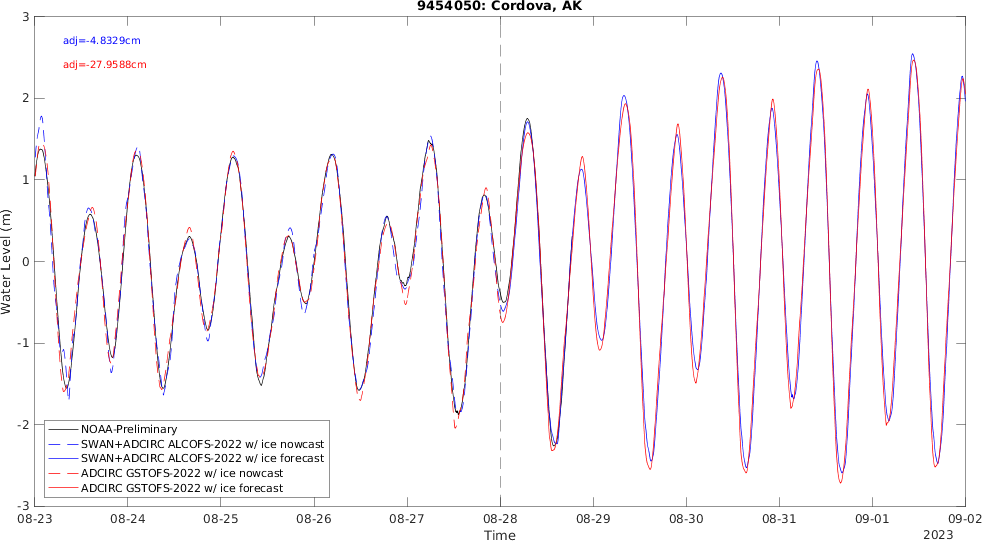 9454050: Cordova, AK
adj=-4.8329cm
adj=-27.9588cm
3
2
1
0
-1
-2
-3
Water Level (m)
NOAA-Preliminary
SWAN+ADCIRC ALCOFS-2022 w/ ice nowcast
SWAN+ADCIRC ALCOFS-2022 w/ ice forecast
ADCIRC GSTOFS-2022 w/ ice nowcast
ADCIRC GSTOFS-2022 w/ ice forecast
08-23 08-24 08-25 08-26 08-27 08-28 08-29 08-30 08-31 09-01 09-02
Time
2023